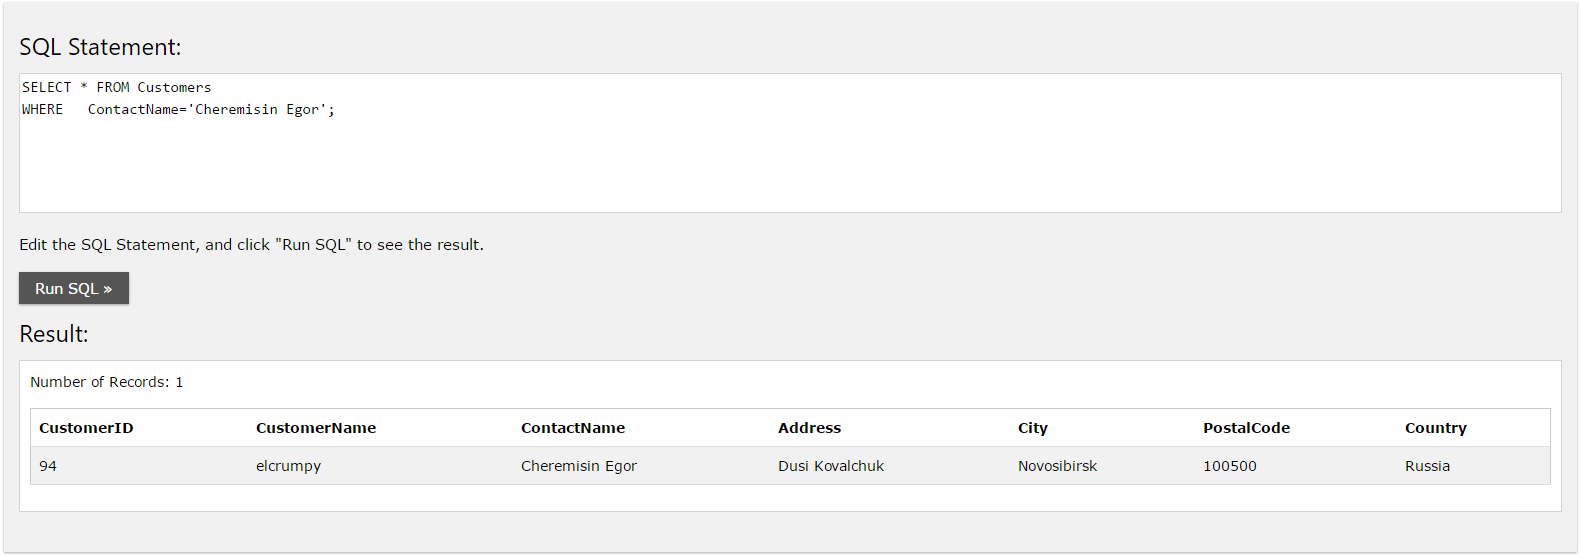 SQL Statement:
SELECT * FROM Customers
WHERE   ContactName='Cheremisin Egor';
Edit the SQL Statement, and click "Run SQL" to see the result.
Run SQL »
Result:
Number of Records: 1
CustomerID CustomerName ContactName Address City PostalCode Country
94 elcrumpy Cheremisin Egor Dusi Kovalchuk Novosibirsk 100500 Russia